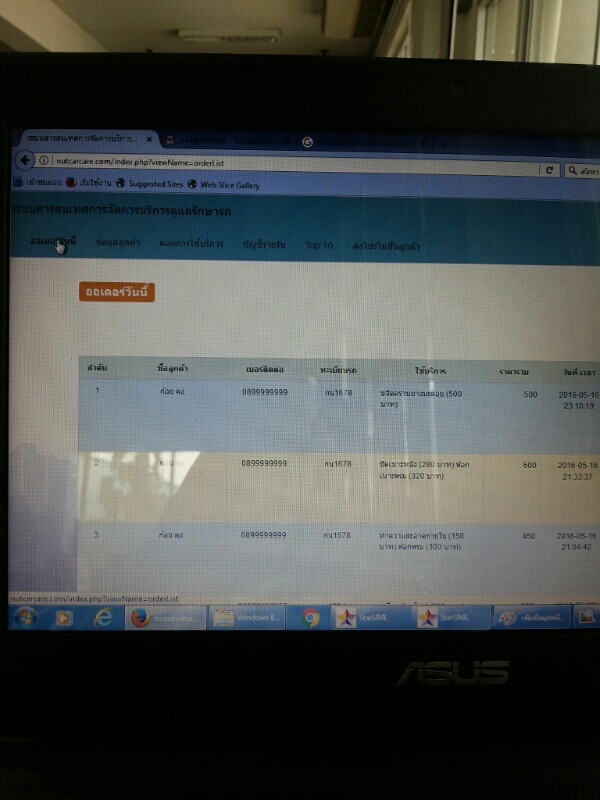 ระบบสารสนเทศการจัดการบริการ...
nutcarcare.com/index.php?viewName=orderList
ค้นหา
เริ่มใช้งาน Suggested Sites Web Slice Gallery
ระบบสารสนเทศการจัดการบริการดูแลรักษารถ
ออเดอร์วันนี้ ข้อมูลลูกค้า ยอดการใช้บริการ บัญชีรายรับ Top 10 ส่งโปรโมชั่นลูกค้า
ออเดอร์วันนี้
ลำดับ ชื่อลูกค้า เบอร์ติดต่อ ทะเบียนรถ ใช้บริการ ราคารวม วันที่-เวลา
1 ก้อย คุง 0899999999 กน1678 ขจัดคราบยางมะตอย (500 500 2016-05-16
บาท) 23:10:19
2 0899999999 กน1678 ขัดเบาะหนัง (280 บาท) ฟอก 600 2016-05-16
เบาะพรม (320 บาท) 21:33:37
3 ก้อย คุง 0899999999 กน1678 ทำความสะอาดภายใน (150 450 2016-05-16
บาท) ฟอกพรม (300 บาท) 21:04:42
nutcarcare.com/index.php?viewName=orderList
Windows E... StarUML StarUML
ASUS